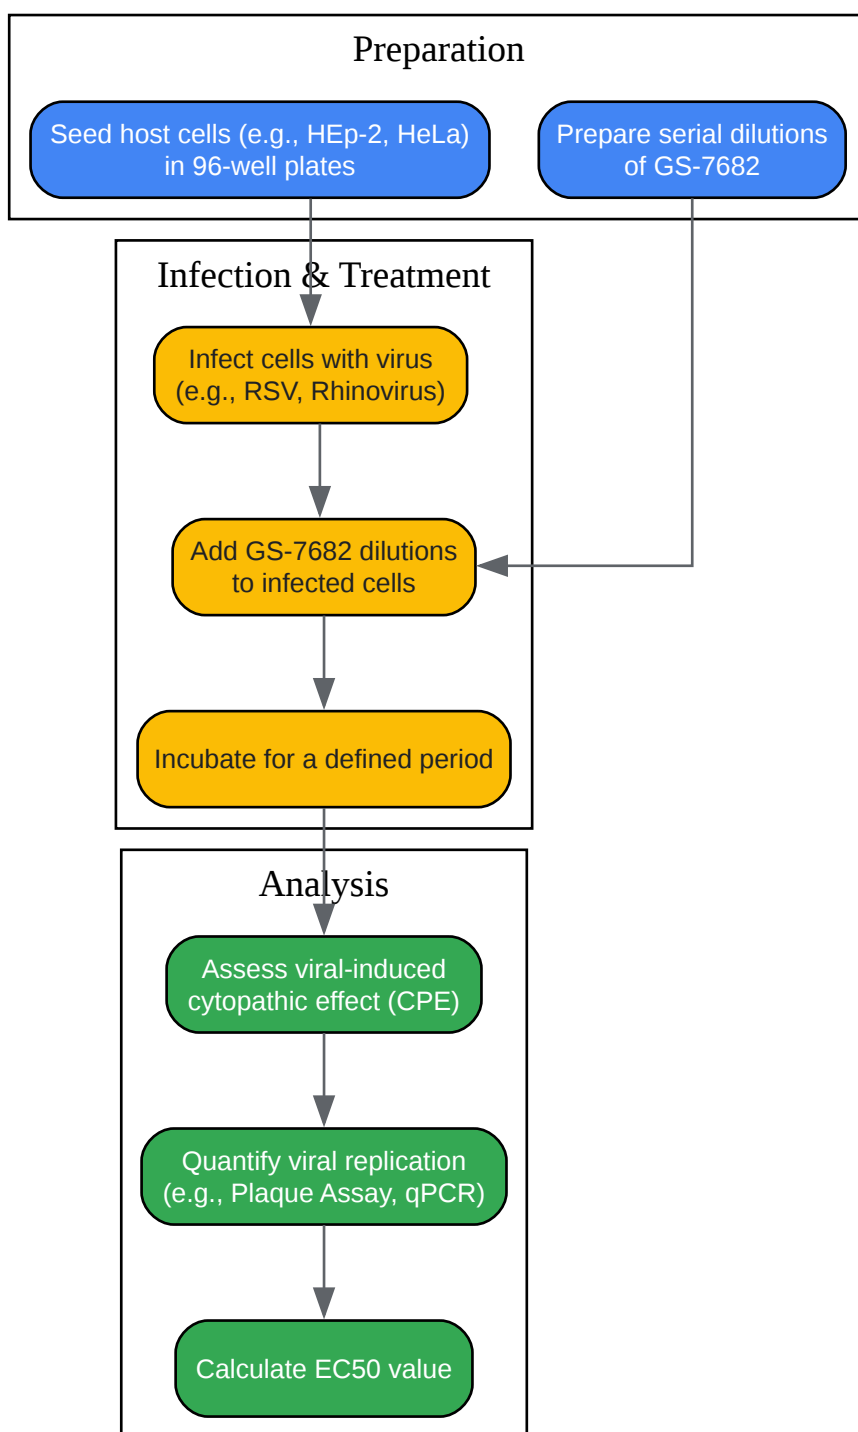 Preparation
Seed host cells (e.g., HEp-2, HeLa)
in 96-well plates
Prepare serial dilutions
of GS-7682
Infection & Treatment
Infect cells with virus
(e.g., RSV, Rhinovirus)
Add GS-7682 dilutions
to infected cells
Incubate for a defined period
Analysis
Assess viral-induced
cytopathic effect (CPE)
Quantify viral replication
(e.g., Plaque Assay, qPCR)
Calculate EC50 value